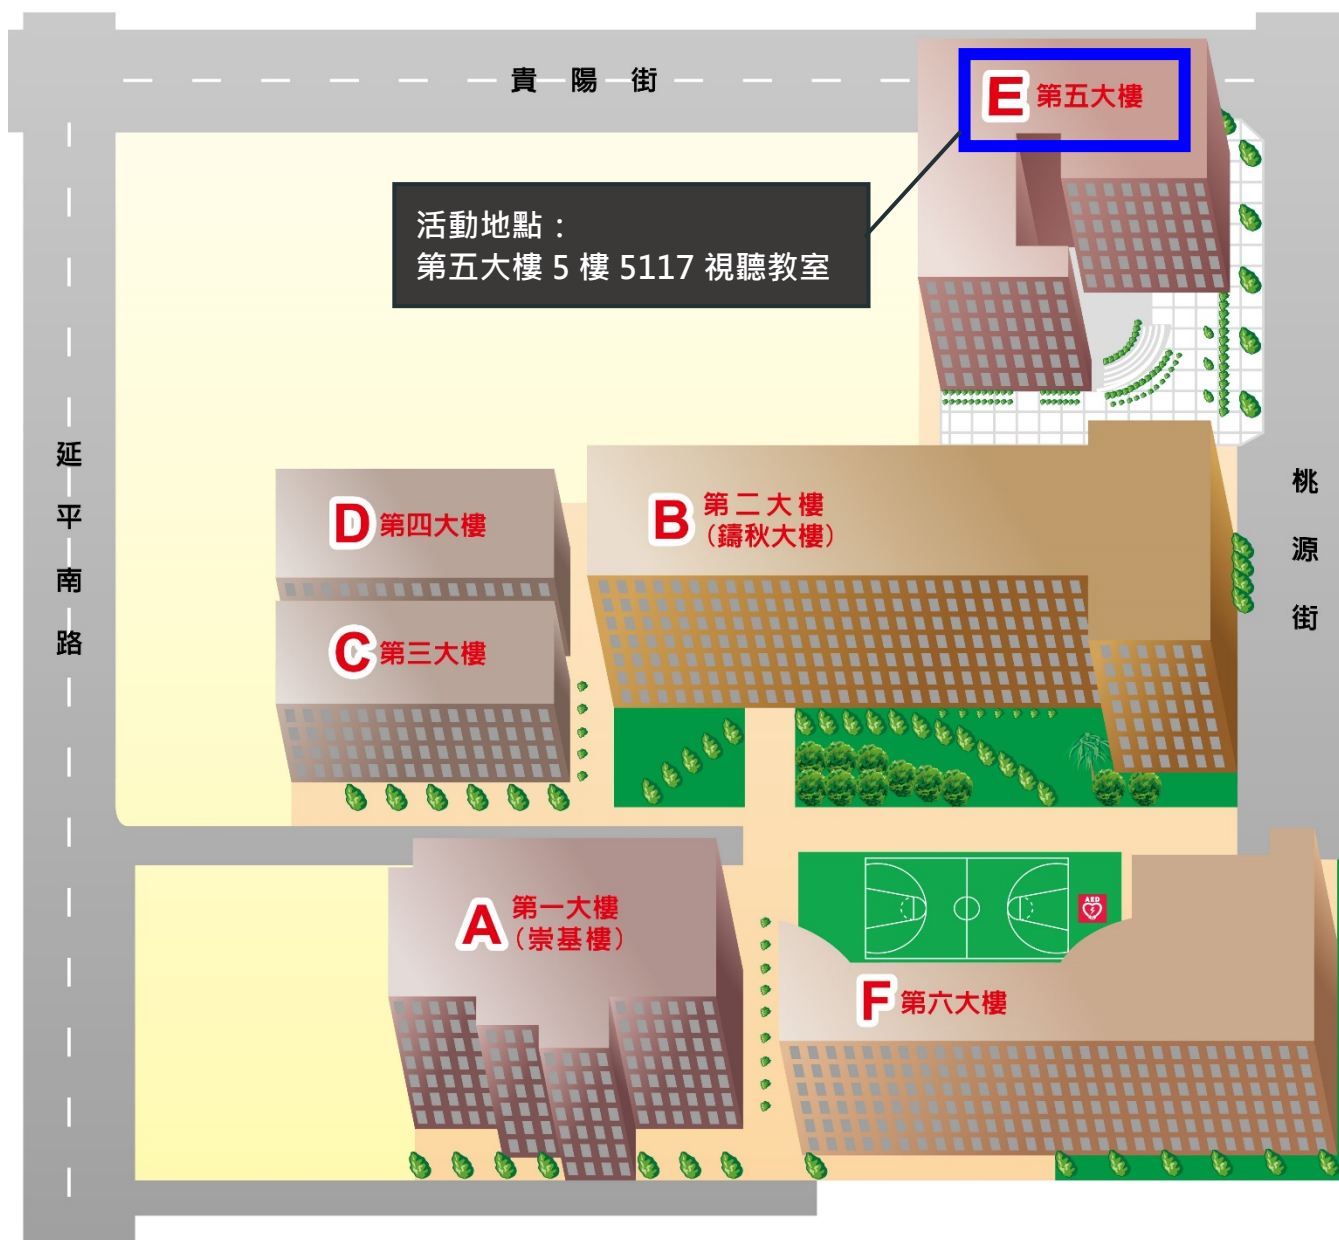 貴陽街
E 第五大樓
活動地點：
第五大樓 5 樓 5117 視聽教室
延平南路
桃源街
D 第四大樓
B 第二大樓
（鑄秋大樓）
C 第三大樓
A 第一大樓
（崇基樓）
AED
F 第六大樓